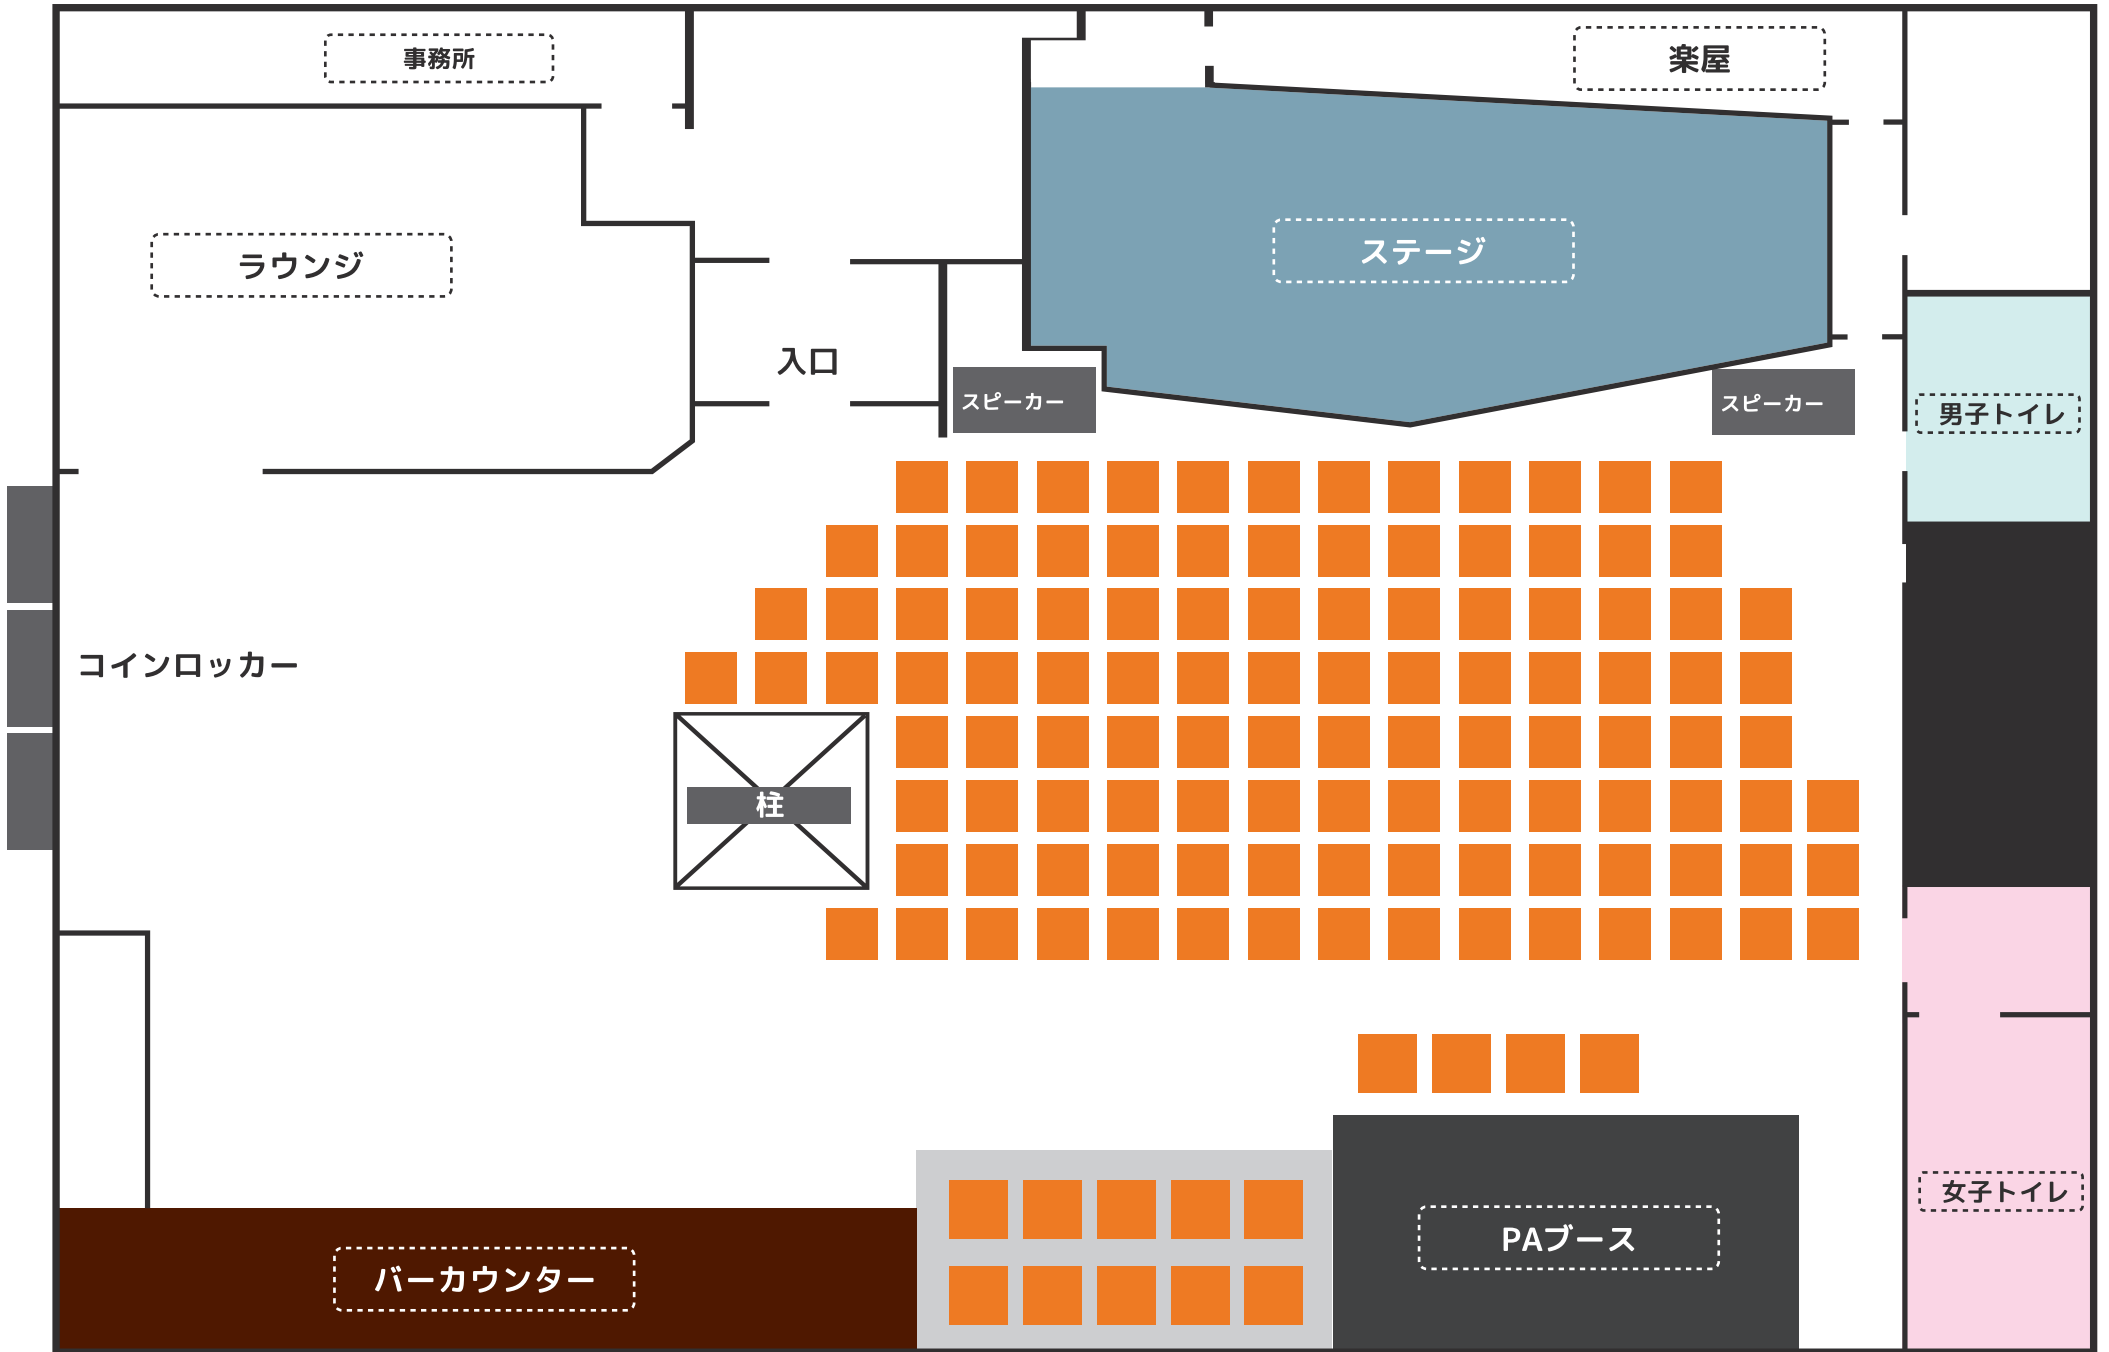 事務所
楽屋
ラウンジ
ステージ
入口
スピーカー
スピーカー
男子トイレ
コインロッカー
柱
女子トイレ
PAブース
バーカウンター